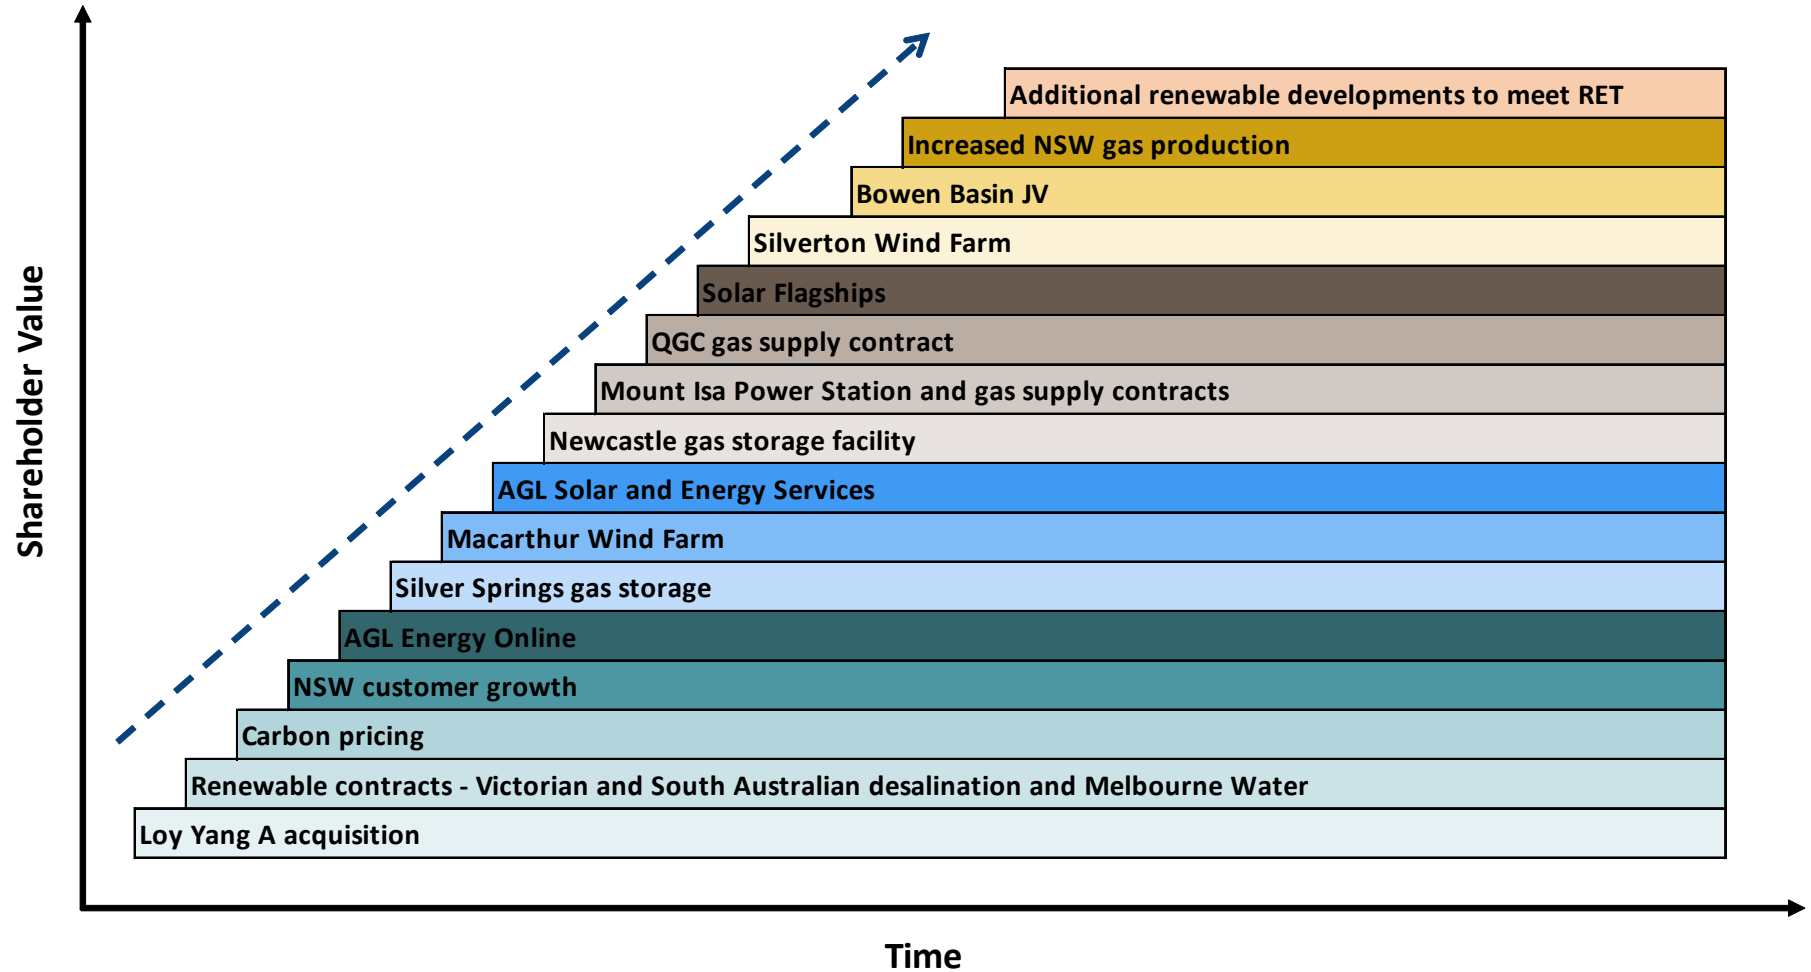 Additional renewable developments to meet RET
Increased NSW gas production
Bowen Basin JV
Silverton Wind Farm
Solar Flagships
QGC gas supply contract
Mount Isa Power Station and gas supply contracts
Newcastle gas storage facility
AGL Solar and Energy Services
Macarthur Wind Farm
Silver Springs gas storage
AGL Energy Online
NSW customer growth
Carbon pricing
Renewable contracts - Victorian and South Australian desalination and Melbourne Water
Loy Yang A acquisition
Shareholder Value
Time